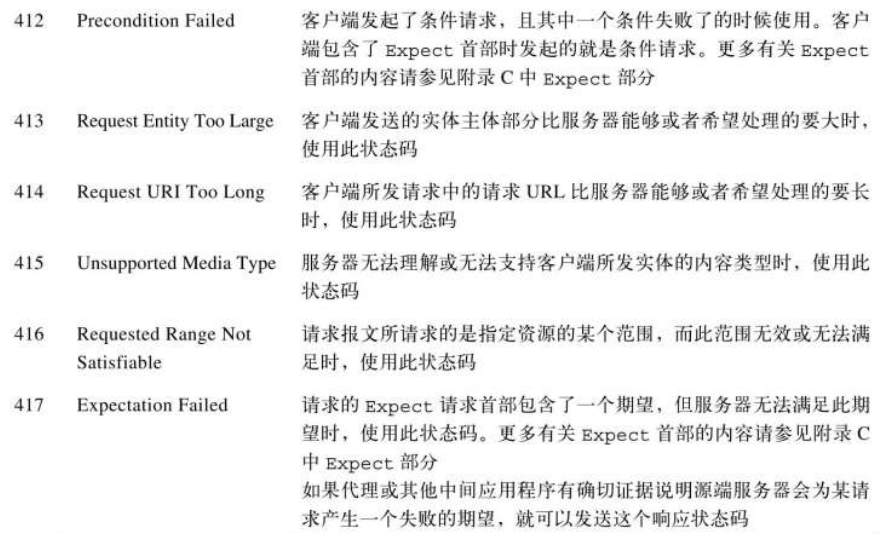 412 Precondition Failed 客户端发起了条件请求，且其中一个条件失败了的时候使用。客户
端包含了 Expect 首部时发起的就是条件请求。更多有关 Expect
首部的内容请参见附录 C 中 Expect 部分
413 Request Entity Too Large 客户端发送的实体主体部分比服务器能够或者希望处理的要大时，
使用此状态码
414 Request URI Too Long 客户端所发请求中的请求 URL 比服务器能够或者希望处理的要长
时，使用此状态码
415 Unsupported Media Type 服务器无法理解或无法支持客户端所发实体的内容类型时，使用此
状态码
416 Requested Range Not 请求报文所请求的是指定资源的某个范围，而此范围无效或无法满
Satisfiable 足时，使用此状态码
417 Expectation Failed 请求的 Expect 请求首部包含了一个期望，但服务器无法满足此期
望时，使用此状态码。更多有关 Expect 首部的内容请参见附录 C
中 Expect 部分
如果代理或其他中间应用程序有确切证据说明源端服务器会为某请
求产生一个失败的期望，就可以发送这个响应状态码